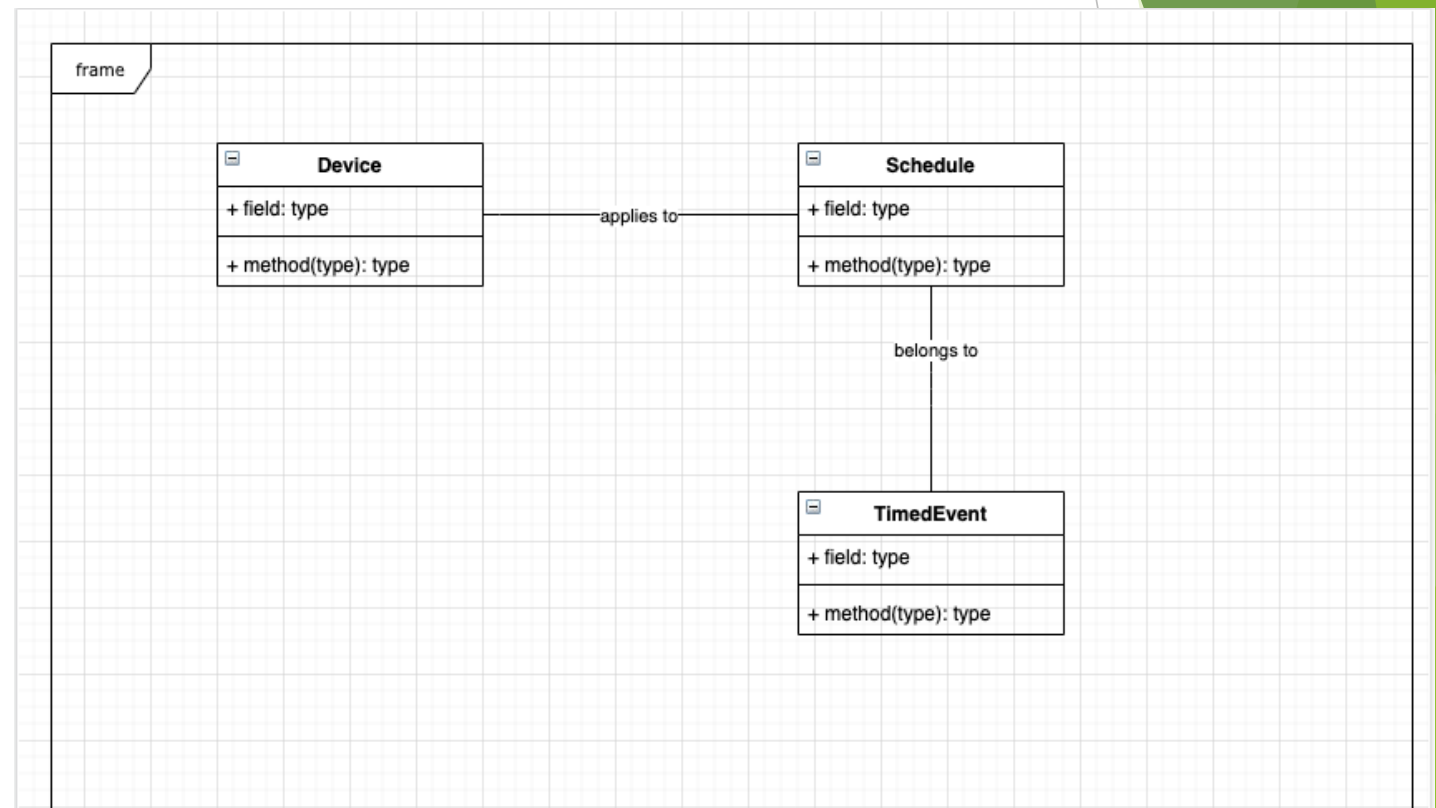 frame
Device
+ field: type
+ method(type): type
applies to
Schedule
+ field: type
+ method(type): type
belongs to
TimedEvent
+ field: type
+ method(type): type